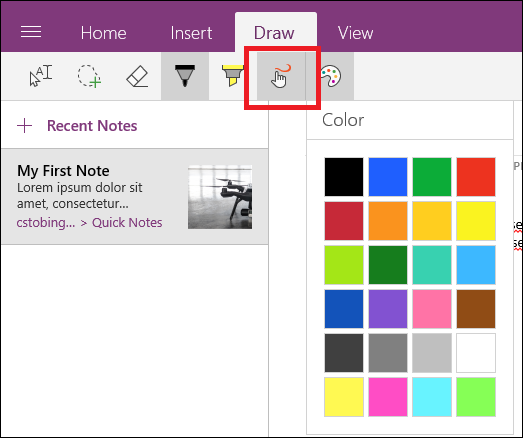 Home Insert Draw View
A
Recent Notes
Color
My First Note
Lorem ipsum dolor sit
amet, consectetur...
cstobing... > Quick Notes